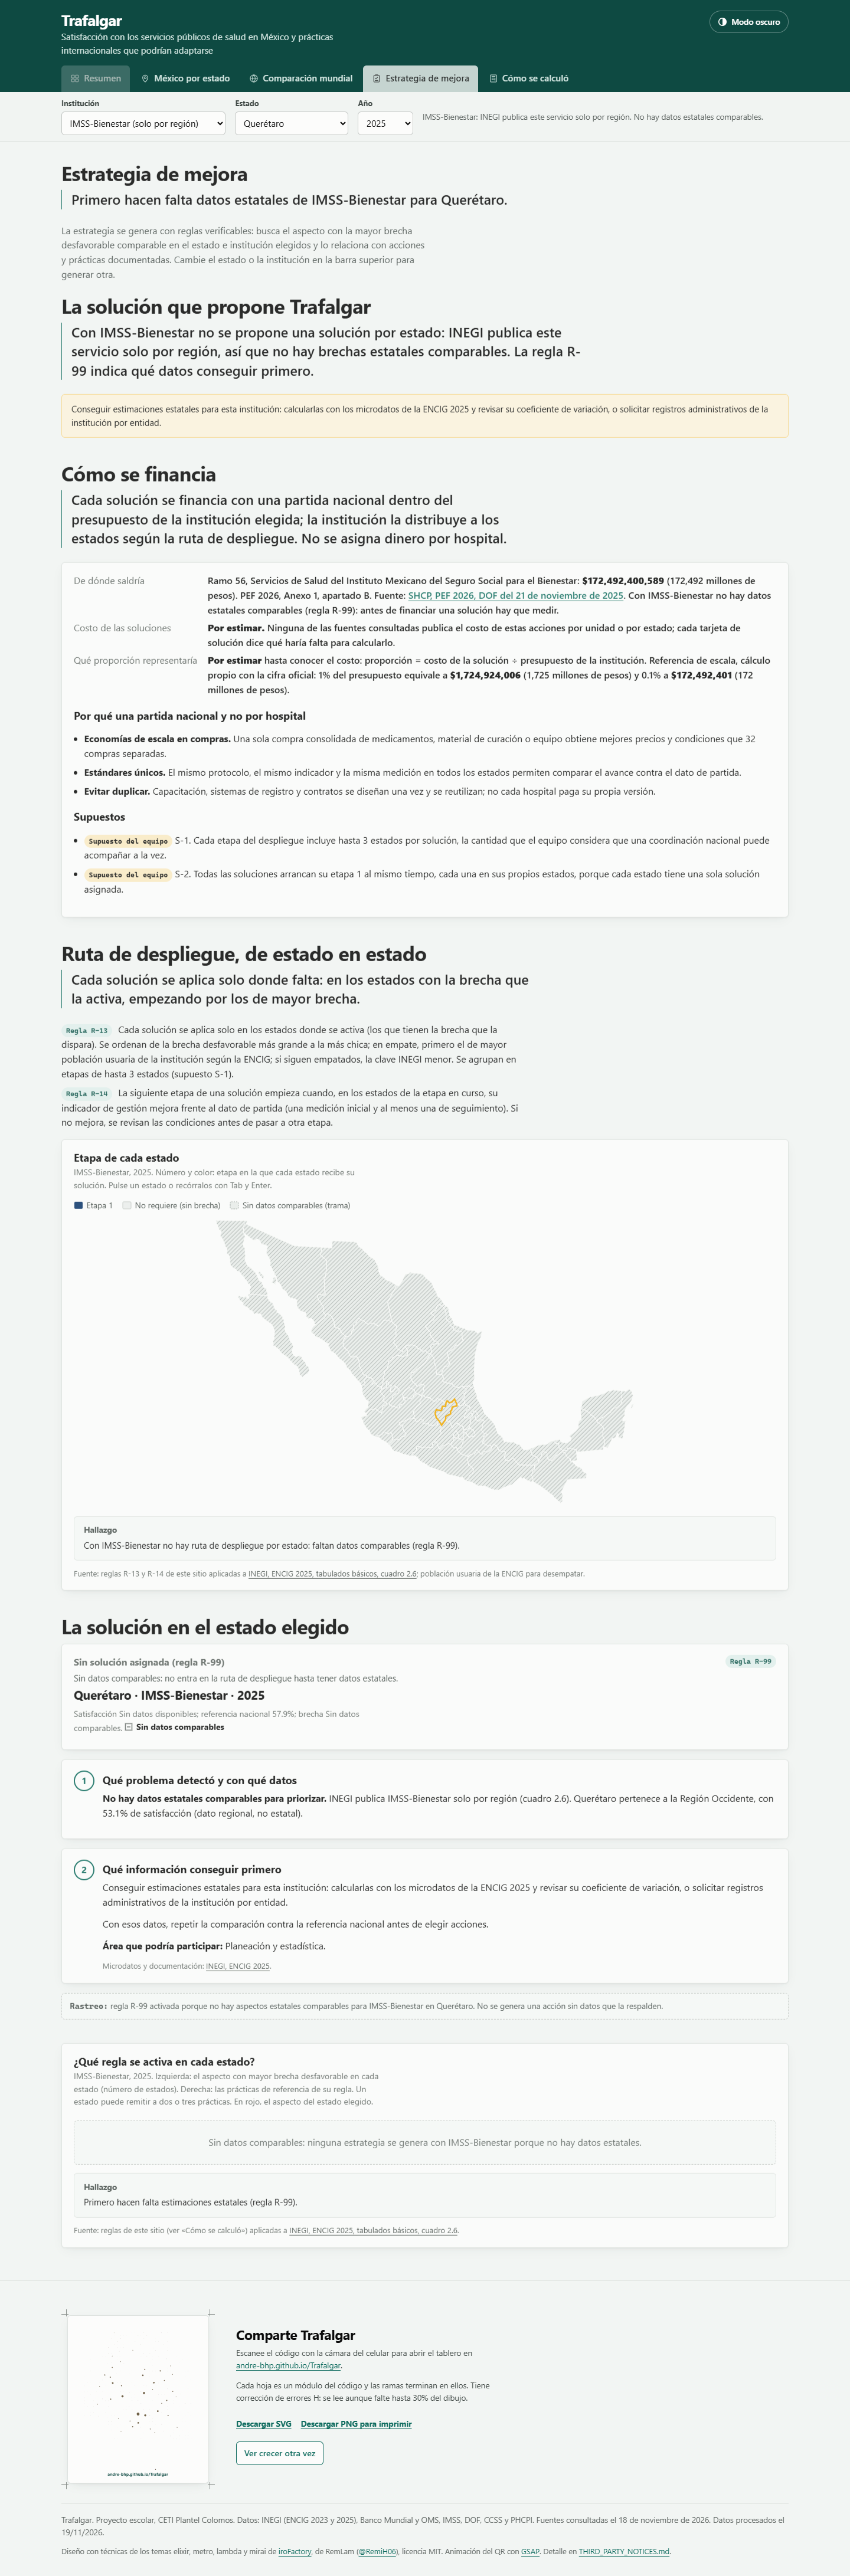 Trafalgar
Satisfacción con los servicios públicos de salud en México y prácticas
internacionales que podrían adaptarse
Modo oscuro
Resumen
México por estado
Comparación mundial
Estrategia de mejora
Cómo se calculó
Institución
Estado
Año
IMSS-Bienestar (solo por región)
Querétaro
2025
IMSS-Bienestar: INEGI publica este servicio solo por región. No hay datos estatales comparables.
Estrategia de mejora
Primero hacen falta datos estatales de IMSS-Bienestar para Querétaro.
La estrategia se genera con reglas verificables: busca el aspecto con la mayor brecha
desfavorable comparable en el estado e institución elegidos y lo relaciona con acciones
y prácticas documentadas. Cambie el estado o la institución en la barra superior para
generar otra.
La solución que propone Trafalgar
Con IMSS-Bienestar no se propone una solución por estado: INEGI publica este
servicio solo por región, así que no hay brechas estatales comparables. La regla R-
99 indica qué datos conseguir primero.
Conseguir estimaciones estatales para esta institución: calcularlas con los microdatos de la ENCIG 2025 y revisar su coeficiente de variación, o solicitar registros administrativos de la
institución por entidad.
Cómo se financia
Cada solución se financia con una partida nacional dentro del
presupuesto de la institución elegida; la institución la distribuye a los
estados según la ruta de despliegue. No se asigna dinero por hospital.
De dónde saldría
Ramo 56, Servicios de Salud del Instituto Mexicano del Seguro Social para el Bienestar: $172,492,400,589 (172,492 millones de
pesos). PEF 2026, Anexo 1, apartado B. Fuente: SHCP, PEF 2026, DOF del 21 de noviembre de 2025. Con IMSS-Bienestar no hay datos
estatales comparables (regla R-99): antes de financiar una solución hay que medir.
Costo de las soluciones
Por estimar. Ninguna de las fuentes consultadas publica el costo de estas acciones por unidad o por estado; cada tarjeta de
solución dice qué haría falta para calcularlo.
Qué proporción representaría
Por estimar hasta conocer el costo: proporción = costo de la solución ÷ presupuesto de la institución. Referencia de escala, cálculo
propio con la cifra oficial: 1% del presupuesto equivale a $1,724,924,006 (1,725 millones de pesos) y 0.1% a $172,492,401 (172
millones de pesos).
Por qué una partida nacional y no por hospital
Economías de escala en compras. Una sola compra consolidada de medicamentos, material de curación o equipo obtiene mejores precios y condiciones que 32
compras separadas.
Estándares únicos. El mismo protocolo, el mismo indicador y la misma medición en todos los estados permiten comparar el avance contra el dato de partida.
Evitar duplicar. Capacitación, sistemas de registro y contratos se diseñan una vez y se reutilizan; no cada hospital paga su propia versión.
Supuestos
Supuesto del equipo S-1. Cada etapa del despliegue incluye hasta 3 estados por solución, la cantidad que el equipo considera que una coordinación nacional puede
acompañar a la vez.
Supuesto del equipo S-2. Todas las soluciones arrancan su etapa 1 al mismo tiempo, cada una en sus propios estados, porque cada estado tiene una sola solución
asignada.
Ruta de despliegue, de estado en estado
Cada solución se aplica solo donde falta: en los estados con la brecha que
la activa, empezando por los de mayor brecha.
Regla R-13 Cada solución se aplica solo en los estados donde se activa (los que tienen la brecha que la
dispara). Se ordenan de la brecha desfavorable más grande a la más chica; en empate, primero el de mayor
población usuaria de la institución según la ENCIG; si siguen empatados, la clave INEGI menor. Se agrupan en
etapas de hasta 3 estados (supuesto S-1).
Regla R-14 La siguiente etapa de una solución empieza cuando, en los estados de la etapa en curso, su
indicador de gestión mejora frente al dato de partida (una medición inicial y al menos una de seguimiento). Si
no mejora, se revisan las condiciones antes de pasar a otra etapa.
Etapa de cada estado
IMSS-Bienestar, 2025. Número y color: etapa en la que cada estado recibe su
solución. Pulse un estado o recórralos con Tab y Enter.
Etapa 1
No requiere (sin brecha)
Sin datos comparables (trama)
Hallazgo
Con IMSS-Bienestar no hay ruta de despliegue por estado: faltan datos comparables (regla R-99).
Fuente: reglas R-13 y R-14 de este sitio aplicadas a INEGI, ENCIG 2025, tabulados básicos, cuadro 2.6; población usuaria de la ENCIG para desempatar.
La solución en el estado elegido
Sin solución asignada (regla R-99)
Regla R-99
Sin datos comparables: no entra en la ruta de despliegue hasta tener datos estatales.
Querétaro · IMSS-Bienestar · 2025
Satisfacción Sin datos disponibles; referencia nacional 57.9%; brecha Sin datos
comparables. Sin datos comparables
1
Qué problema detectó y con qué datos
No hay datos estatales comparables para priorizar. INEGI publica IMSS-Bienestar solo por región (cuadro 2.6). Querétaro pertenece a la Región Occidente, con
53.1% de satisfacción (dato regional, no estatal).
2
Qué información conseguir primero
Conseguir estimaciones estatales para esta institución: calcularlas con los microdatos de la ENCIG 2025 y revisar su coeficiente de variación, o solicitar registros
administrativos de la institución por entidad.
Con esos datos, repetir la comparación contra la referencia nacional antes de elegir acciones.
Área que podría participar: Planeación y estadística.
Microdatos y documentación: INEGI, ENCIG 2025.
Rastreo: regla R-99 activada porque no hay aspectos estatales comparables para IMSS-Bienestar en Querétaro. No se genera una acción sin datos que la respalden.
¿Qué regla se activa en cada estado?
IMSS-Bienestar, 2025. Izquierda: el aspecto con mayor brecha desfavorable en cada
estado (número de estados). Derecha: las prácticas de referencia de su regla. Un
estado puede remitir a dos o tres prácticas. En rojo, el aspecto del estado elegido.
Sin datos comparables: ninguna estrategia se genera con IMSS-Bienestar porque no hay datos estatales.
Hallazgo
Primero hacen falta estimaciones estatales (regla R-99).
Fuente: reglas de este sitio (ver «Cómo se calculó») aplicadas a INEGI, ENCIG 2025, tabulados básicos, cuadro 2.6.
andre-bhp.github.io/Trafalgar
Comparte Trafalgar
Escanee el código con la cámara del celular para abrir el tablero en
andre-bhp.github.io/Trafalgar.
Cada hoja es un módulo del código y las ramas terminan en ellos. Tiene
corrección de errores H: se lee aunque falte hasta 30% del dibujo.
Descargar SVG
Descargar PNG para imprimir
Ver crecer otra vez
Trafalgar. Proyecto escolar, CETI Plantel Colomos. Datos: INEGI (ENCIG 2023 y 2025), Banco Mundial y OMS, IMSS, DOF, CCSS y PHCPI. Fuentes consultadas el 18 de noviembre de 2026. Datos procesados el
19/11/2026.
Diseño con técnicas de los temas elixir, metro, lambda y mirai de iroFactory, de RemLam (@RemiH06), licencia MIT. Animación del QR con GSAP. Detalle en THIRD_PARTY_NOTICES.md.